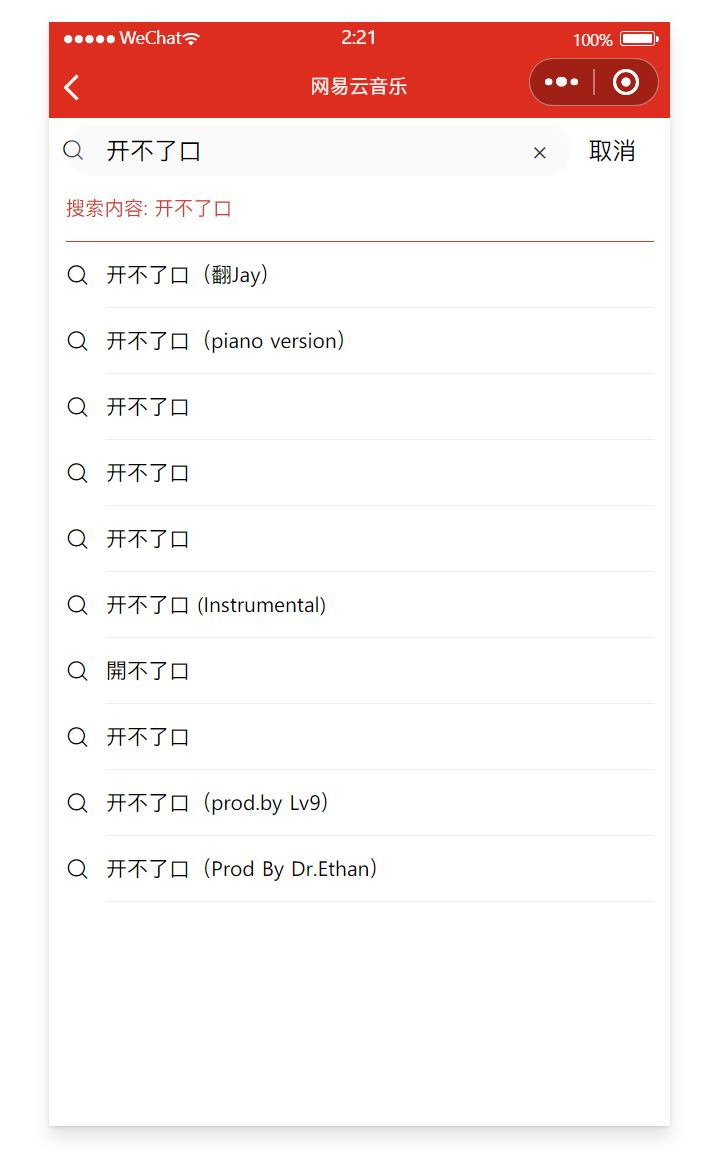 WeChat 2:21 100%
网易云音乐
开不了口 × 取消
搜索内容: 开不了口
开不了口（翻Jay）
开不了口（piano version）
开不了口
开不了口
开不了口
开不了口 (Instrumental)
開不了口
开不了口
开不了口（prod.by Lv9）
开不了口（Prod By Dr.Ethan）